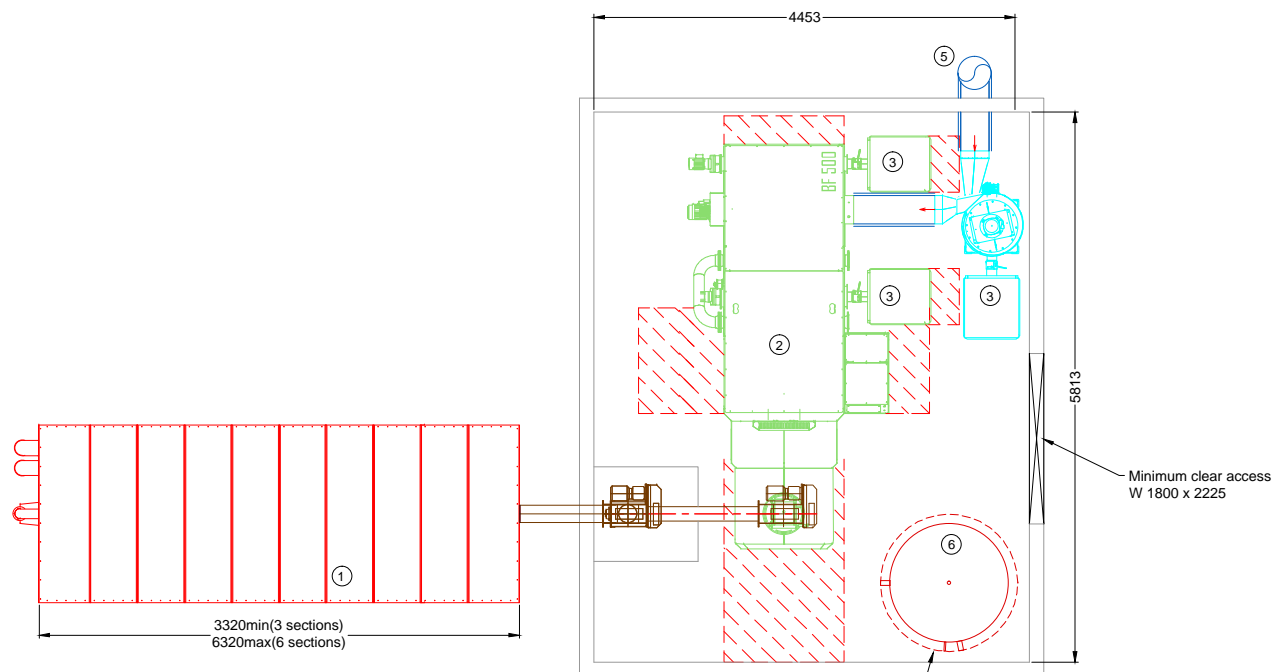 4453
5
3
BF 500
3
3
2
5813
Minimum clear access
W 1800 x 2225
6
1
3320min(3 sections)
6320max(6 sections)